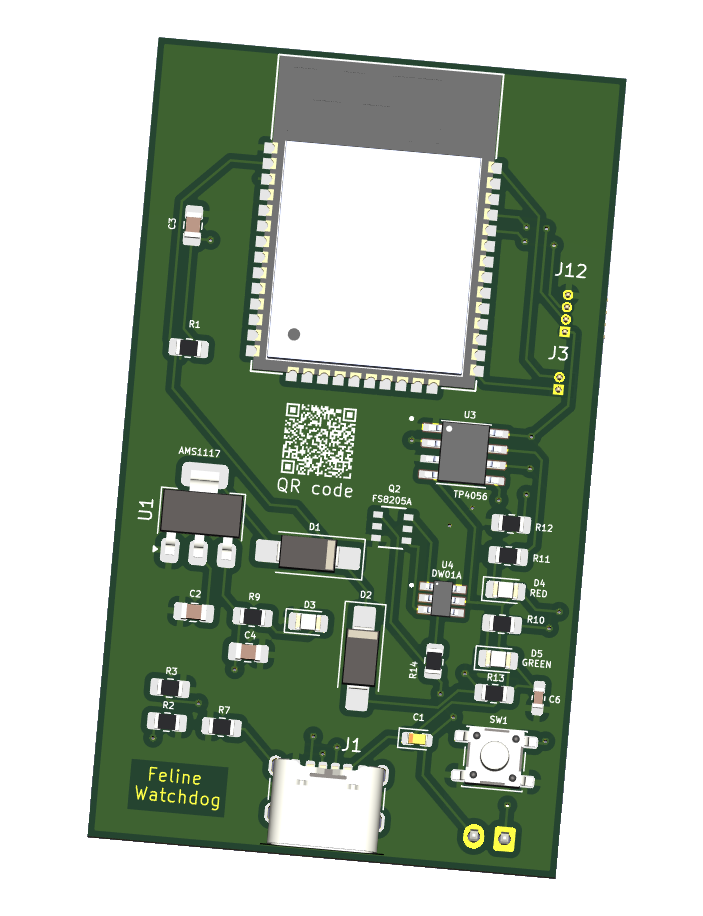 C3
J12
R1
J3
U3
QR code
AMS1117
TP4056
Q2
FS8205A
U1
R12
D1
R11
U4
DW01A
D4
RED
D2
C2
R9
D3
R10
C4
D5
GREEN
R14
R3
R13
C6
R2
R7
C1
SW1
J1
Feline
Watchdog